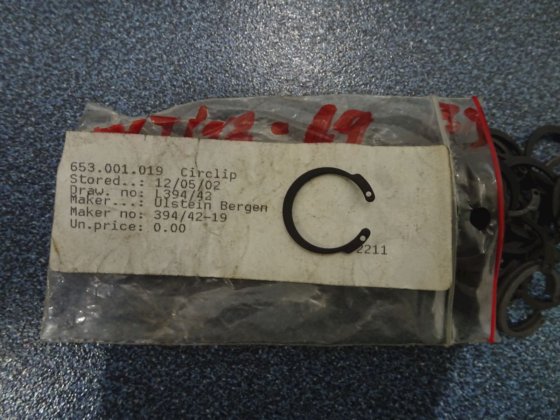 653.001.019 Circlip
Stored..: 12/05/02
Draw. no: L394/42
Maker...: Ulstein Bergen
Maker no: 394/42-19
Un.price: 0.00
2211